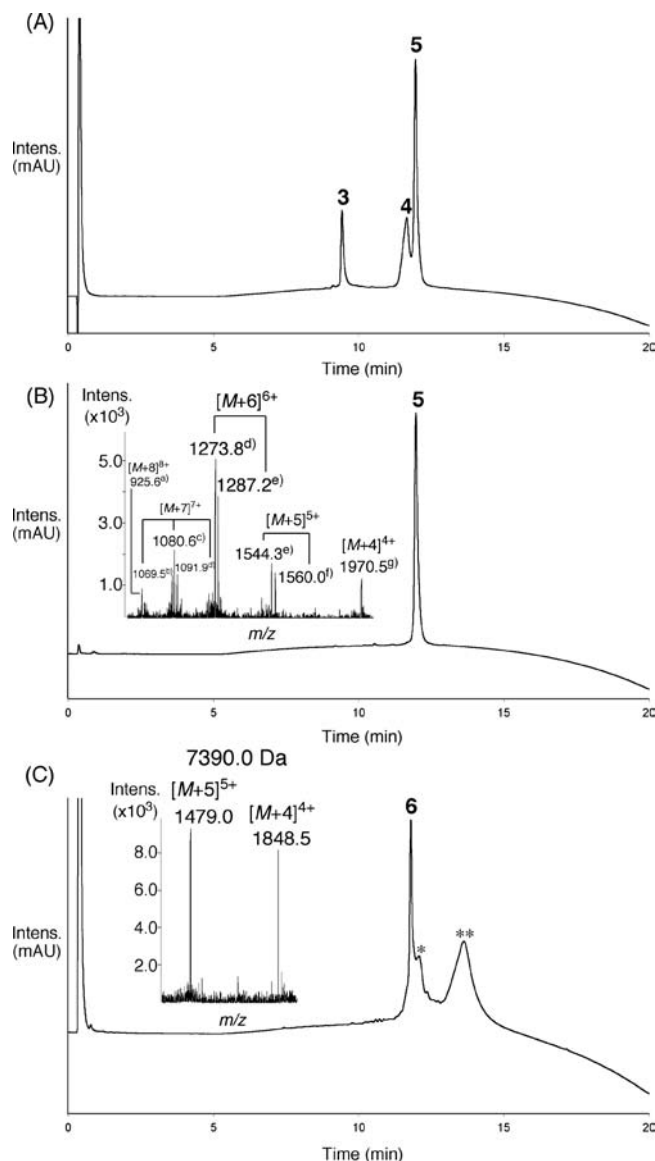 (A)
5
3
4
Intens.
(mAU)
0
5
10
15
20
Time (min)
(B)
5
Intens.
(x10³)
[M+6]⁶⁺
1273.8ᵈ⁾
1287.2ᵉ⁾
5.0
[M+8]⁸⁺
925.6ᵃ⁾
[M+7]⁷⁺
1080.6ᶜ⁾
1069.5ᵇ⁾
1091.9ᵈ⁾
3.0
[M+5]⁵⁺
1544.3ᵉ⁾
1560.0ᶠ⁾
[M+4]⁴⁺
1970.5ᵍ⁾
1.0
m/z
Intens.
(mAU)
0
5
10
15
20
Time (min)
(C)
7390.0 Da
Intens.
(x10³)
[M+5]⁵⁺
1479.0
[M+4]⁴⁺
1848.5
8.0
6.0
4.0
2.0
m/z
6
*
**
Intens.
(mAU)
0
5
10
15
20
Time (min)